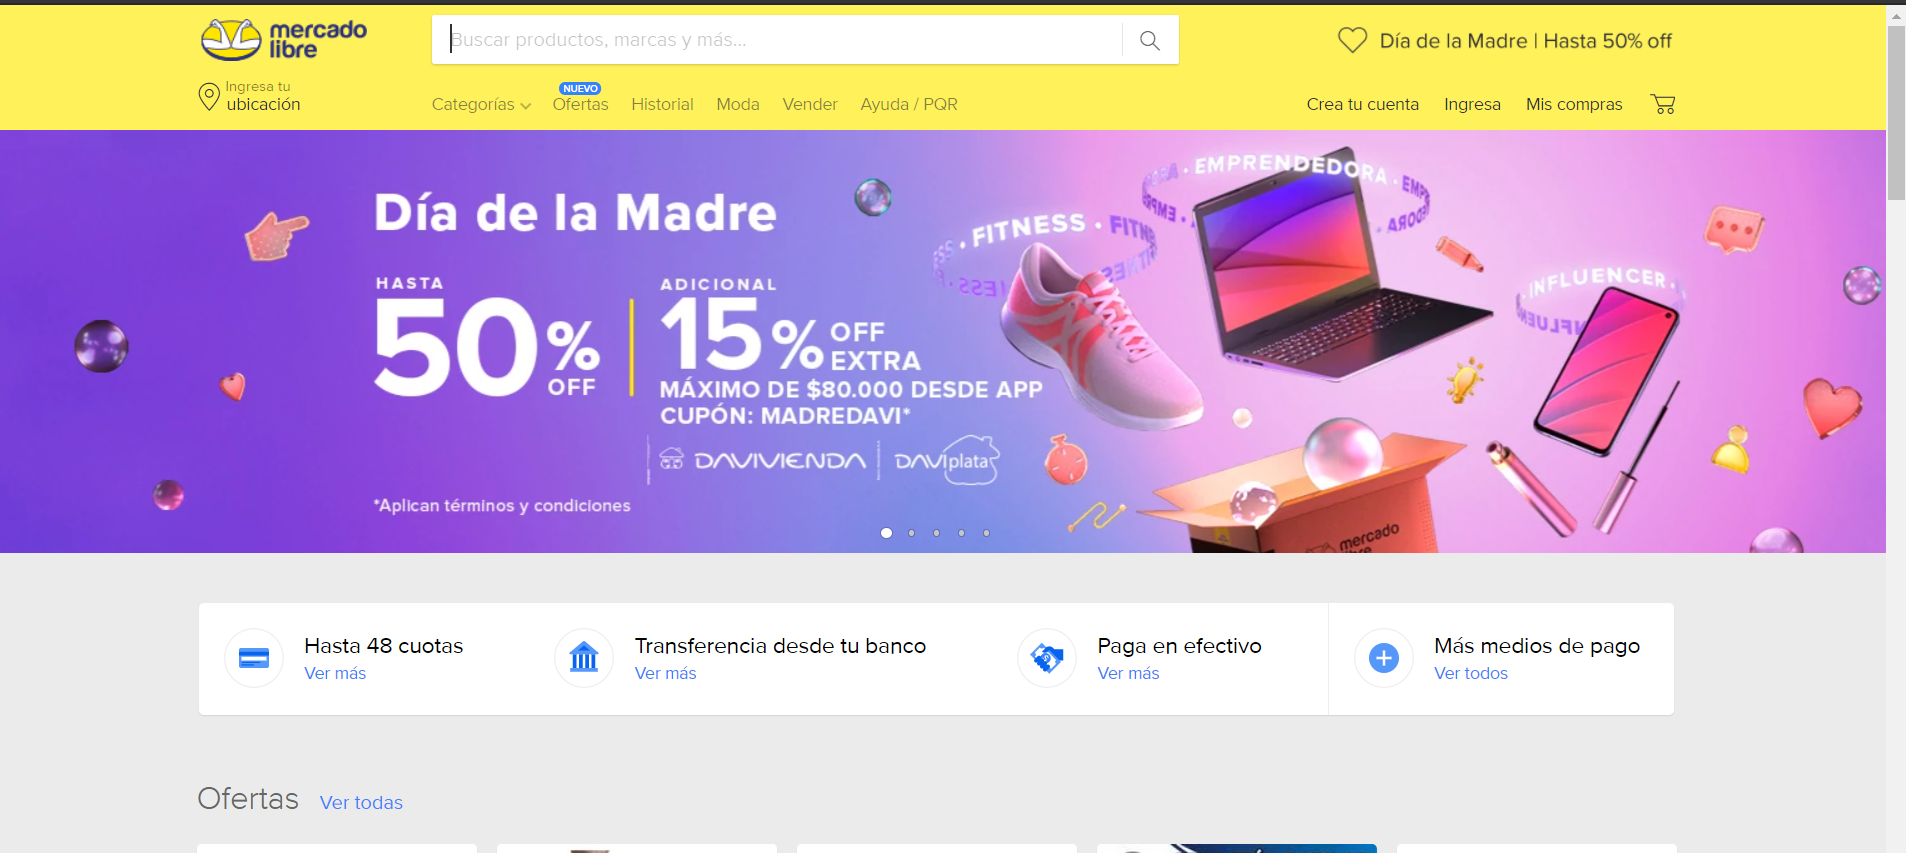 mercado
libre
Buscar productos, marcas y más...
Día de la Madre | Hasta 50% off
Ingresa tu
ubicación
Categorías
NUEVO
Ofertas
Historial
Moda
Vender
Ayuda / PQR
Crea tu cuenta
Ingresa
Mis compras
Día de la Madre
HASTA
50%
OFF
ADICIONAL
15% OFF
EXTRA
MÁXIMO DE $80.000 DESDE APP
CUPÓN: MADREDAVI*
DAVIVIENDA
DAVIplata
*Aplican términos y condiciones
· FITNESS · FITN
· EMPRENDEDORA ·
INFLUENCER ·
mercado
libre
Hasta 48 cuotas
Ver más
Transferencia desde tu banco
Ver más
Paga en efectivo
Ver más
Más medios de pago
Ver todos
Ofertas
Ver todas